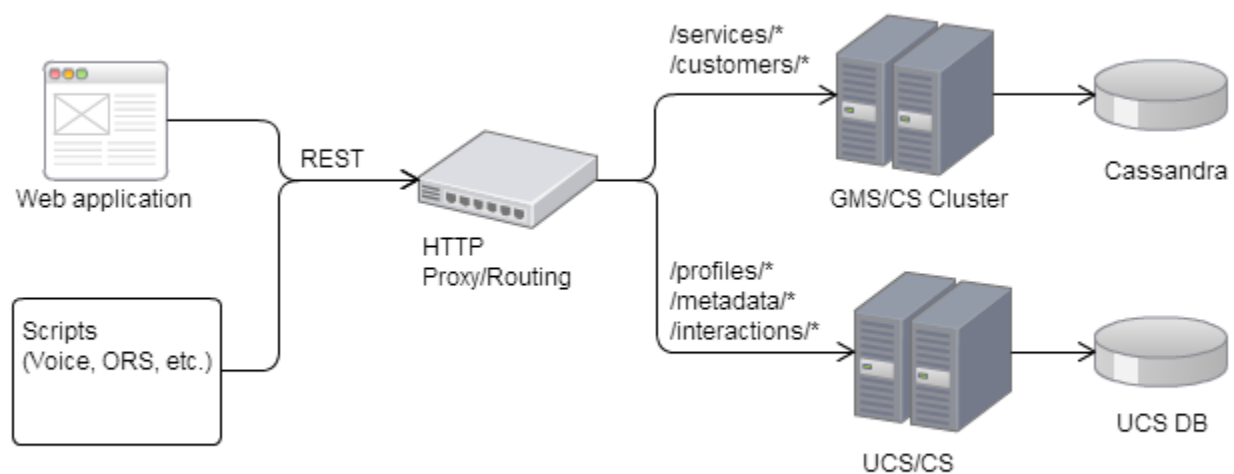 /services/*
/customers/*
Web application
REST
HTTP
Proxy/Routing
GMS/CS Cluster
Cassandra
Scripts
(Voice, ORS, etc.)
/profiles/*
/metadata/*
/interactions/*
UCS/CS
UCS DB